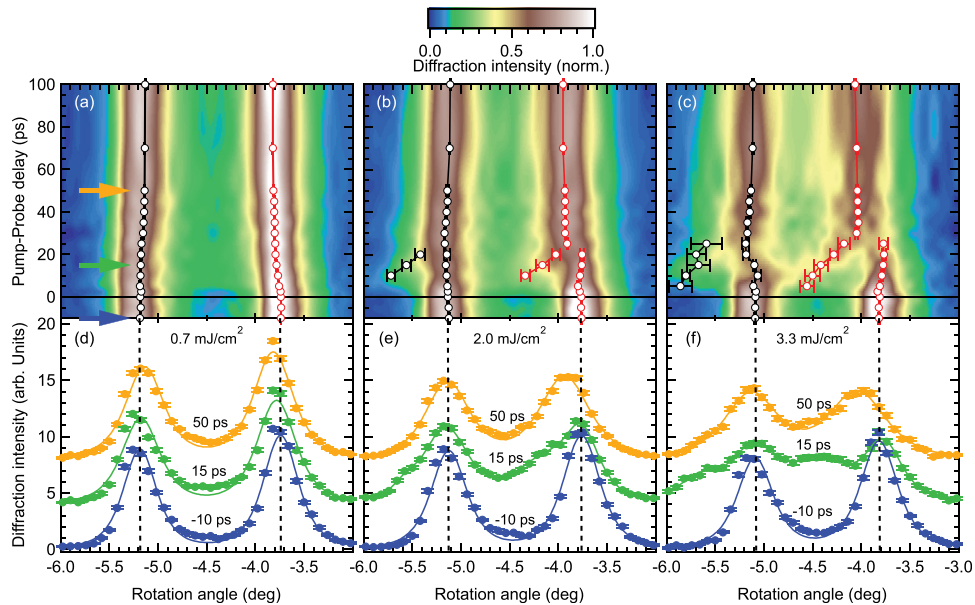 0.0 0.5 1.0
Diffraction intensity (norm.)
Pump-Probe delay (ps)
100
80
60
40
20
0
(a) (b) (c)
Diffraction intensity (arb. Units)
20
15
10
5
0
(d) 0.7 mJ/cm² (e) 2.0 mJ/cm² (f) 3.3 mJ/cm²
50 ps 50 ps 50 ps
15 ps 15 ps 15 ps
-10 ps -10 ps -10 ps
-6.0 -5.5 -5.0 -4.5 -4.0 -3.5 -6.0 -5.5 -5.0 -4.5 -4.0 -3.5 -6.0 -5.5 -5.0 -4.5 -4.0 -3.5 -3.0
Rotation angle (deg) Rotation angle (deg) Rotation angle (deg)